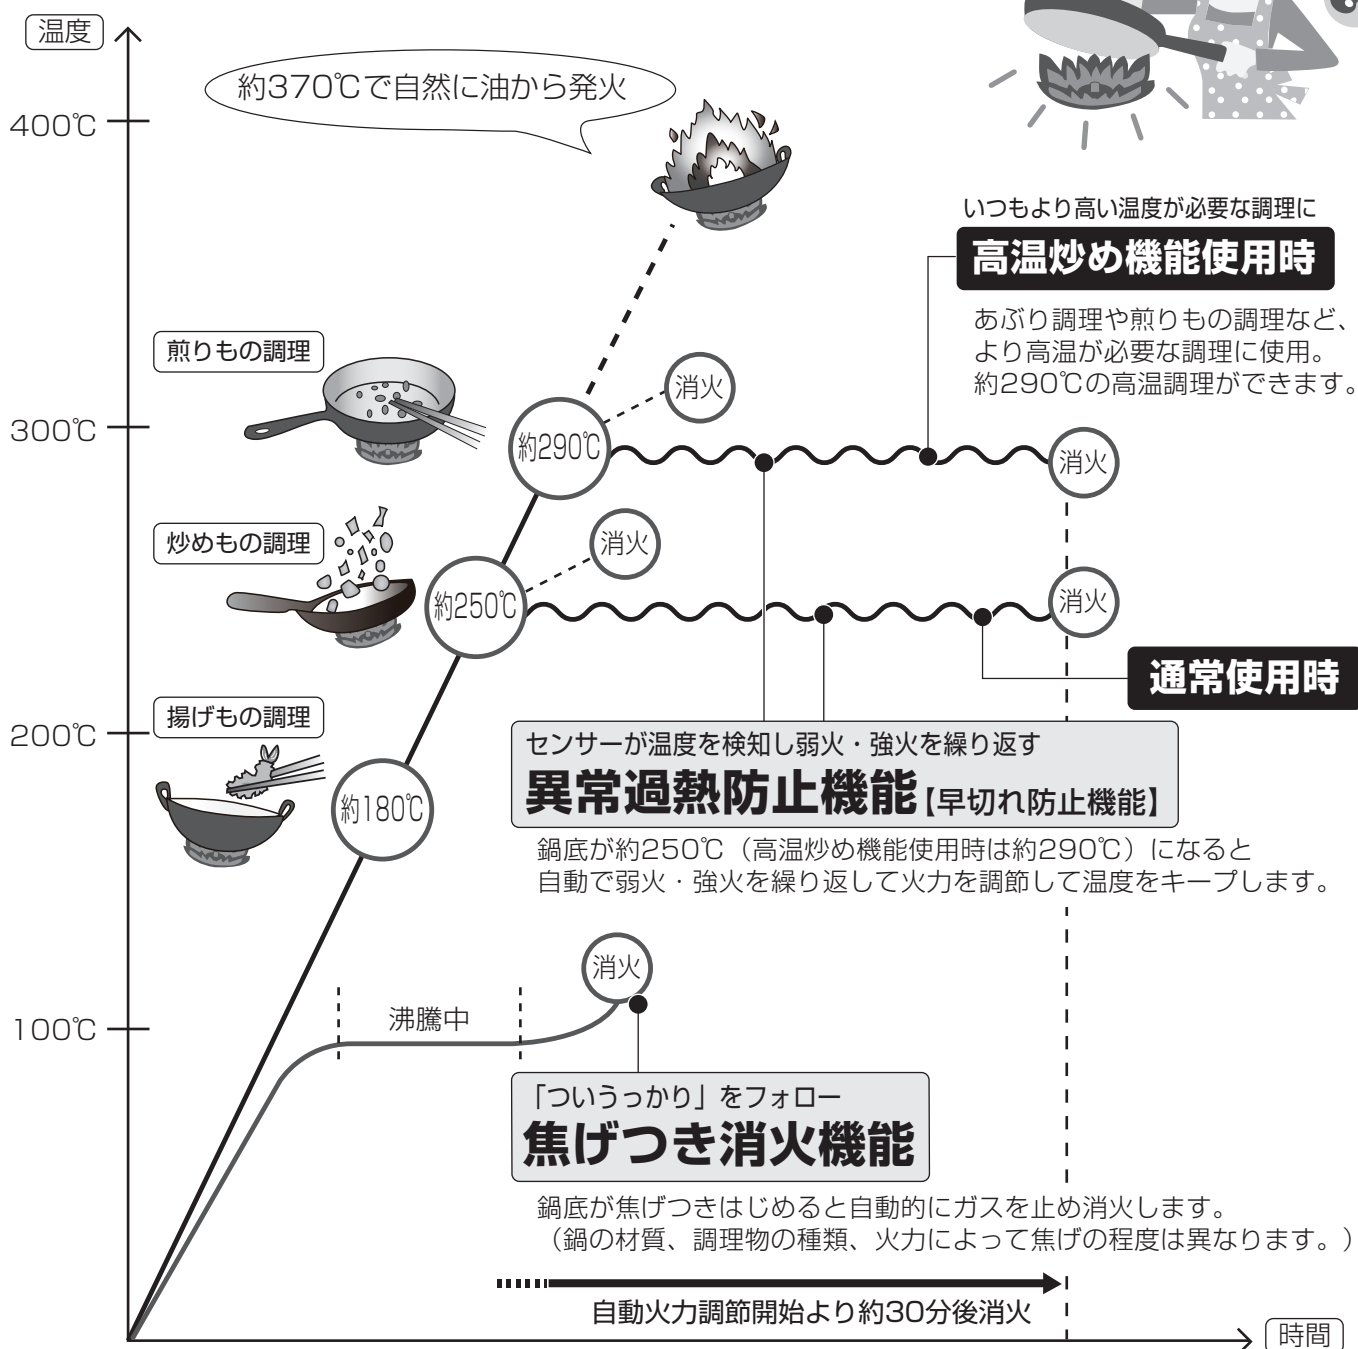 温度
約370℃で自然に油から発火
400℃
いつもより高い温度が必要な調理に
高温炒め機能使用時
あぶり調理や煎りもの調理など、
より高温が必要な調理に使用。
約290℃の高温調理ができます。
煎りもの調理
消火
300℃
約290℃
消火
炒めもの調理
消火
約250℃
消火
通常使用時
揚げもの調理
200℃
約180℃
センサーが温度を検知し弱火・強火を繰り返す
異常過熱防止機能【早切れ防止機能】
鍋底が約250℃（高温炒め機能使用時は約290℃）になると
自動で弱火・強火を繰り返して火力を調節して温度をキープします。
消火
100℃
沸騰中
「ついうっかり」をフォロー
焦げつき消火機能
鍋底が焦げつきはじめると自動的にガスを止め消火します。
（鍋の材質、調理物の種類、火力によって焦げの程度は異なります。）
自動火力調節開始より約30分後消火
時間